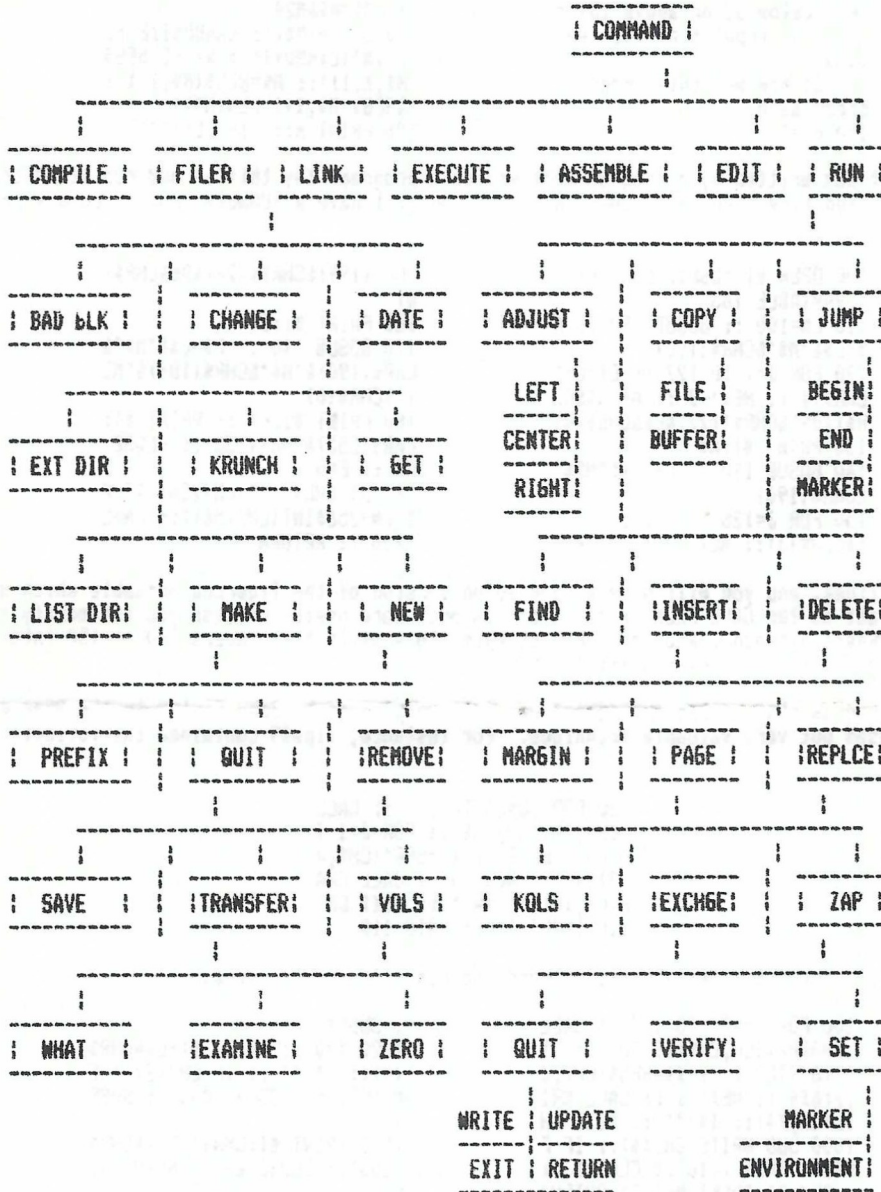 COMMAND
COMPILE FILER LINK EXECUTE ASSEMBLE EDIT RUN
BAD bLK CHANGE DATE ADJUST COPY JUMP
LEFT FILE BEGIN
EXT DIR KRUNCH GET CENTER BUFFER END
RIGHT MARKER
LIST DIR MAKE NEW FIND INSERT DELETE
PREFIX QUIT REMOVE MARGIN PAGE REPLCE
SAVE TRANSFER VOLS KOLS EXCHGE ZAP
WHAT EXAMINE ZERO QUIT VERIFY SET
WRITE UPDATE MARKER
EXIT RETURN ENVIRONMENT